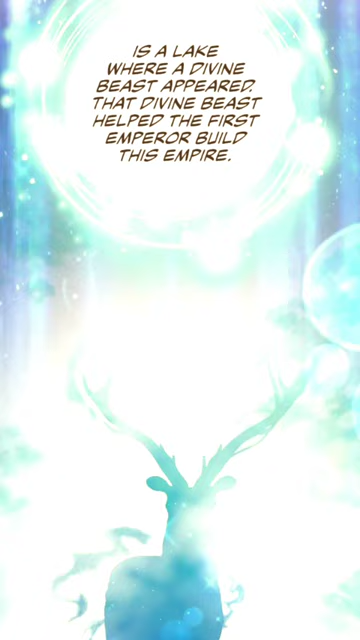 IS A LAKE
WHERE A DIVINE
BEAST APPEARED.
THAT DIVINE BEAST
HELPED THE FIRST
EMPEROR BUILD
THIS EMPIRE.